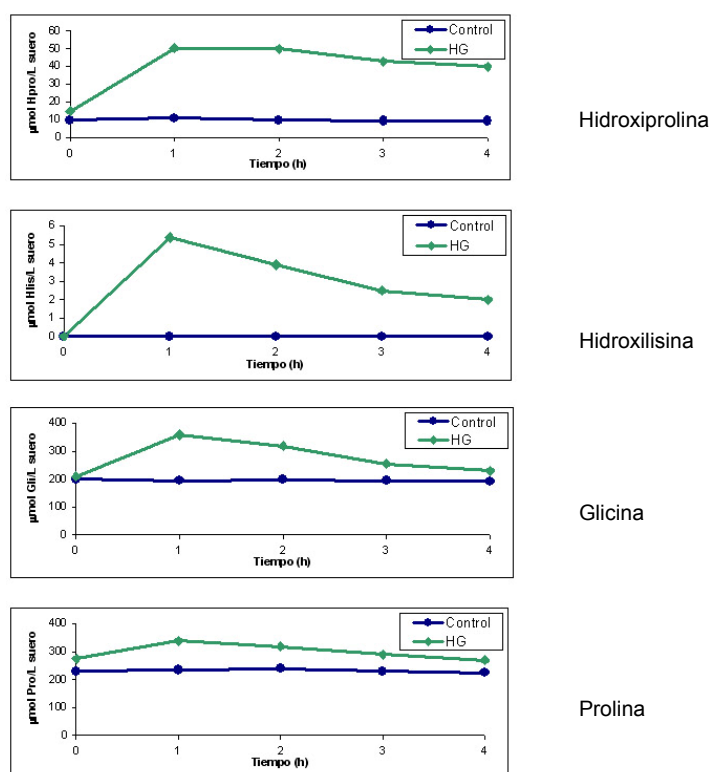 µmol Hpro/L suero
60
50
40
30
20
10
0
0 1 2 3 4
Tiempo (h)
Control
HG
Hidroxiprolina
µmol Hlis/L suero
6
5
4
3
2
1
0
0 1 2 3 4
Tiempo (h)
Control
HG
Hidroxilisina
µmol Gli/L suero
400
300
200
100
0
0 1 2 3 4
Tiempo (h)
Control
HG
Glicina
µmol Pro/L suero
400
300
200
100
0
0 1 2 3 4
Tiempo (h)
Control
HG
Prolina